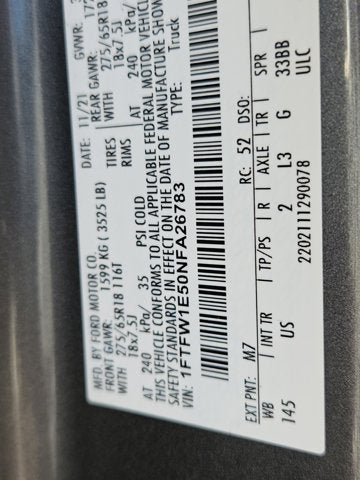 MFD. BY FORD MOTOR CO.
DATE: 11/21 GVWR:
FRONT GAWR: 1599 KG ( 3525 LB) REAR GAWR: 177
WITH 275/65R18 116T TIRES WITH 275/65R18
18x7.5J RIMS 18x7.5J
AT 240 kPa/ 35 PSI COLD AT 240 kPa/
THIS VEHICLE CONFORMS TO ALL APPLICABLE FEDERAL MOTOR VEHICLE
SAFETY STANDARDS IN EFFECT ON THE DATE OF MANUFACTURE SHOW
VIN: 1FTFW1E50NFA26783 TYPE: Truck
EXT PNT: M7 RC: 52 DSO:
WB INT TR TP/PS R AXLE TR SPR
145 US 2 L3 G 33BB
2202111290078 ULC